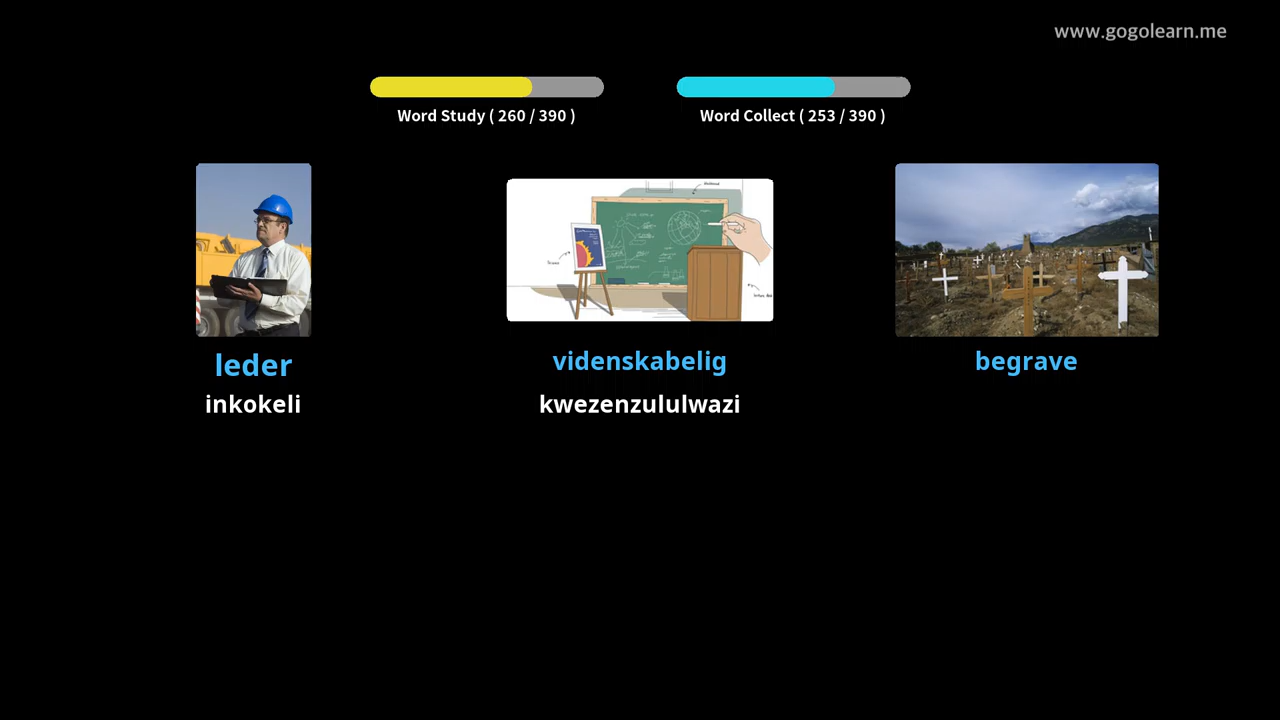 www.gogolearn.me
Word Study ( 260 / 390 )
Word Collect ( 253 / 390 )
leder
videnskabelig
begrave
inkokeli
kwezenzululwazi